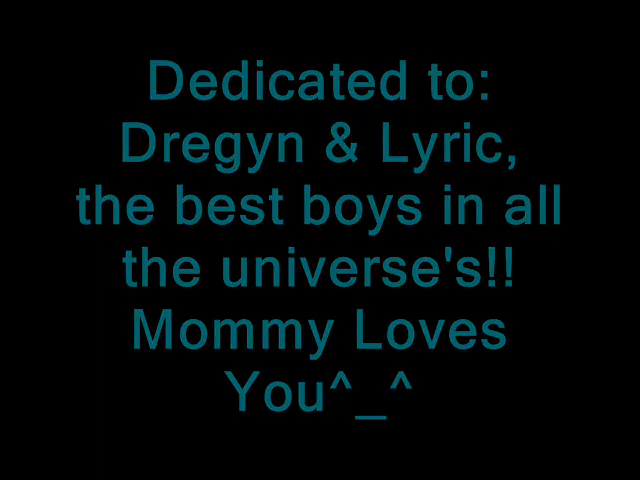 Dedicated to:
Dregyn & Lyric,
the best boys in all
the universe's!!
Mommy Loves
You^_^